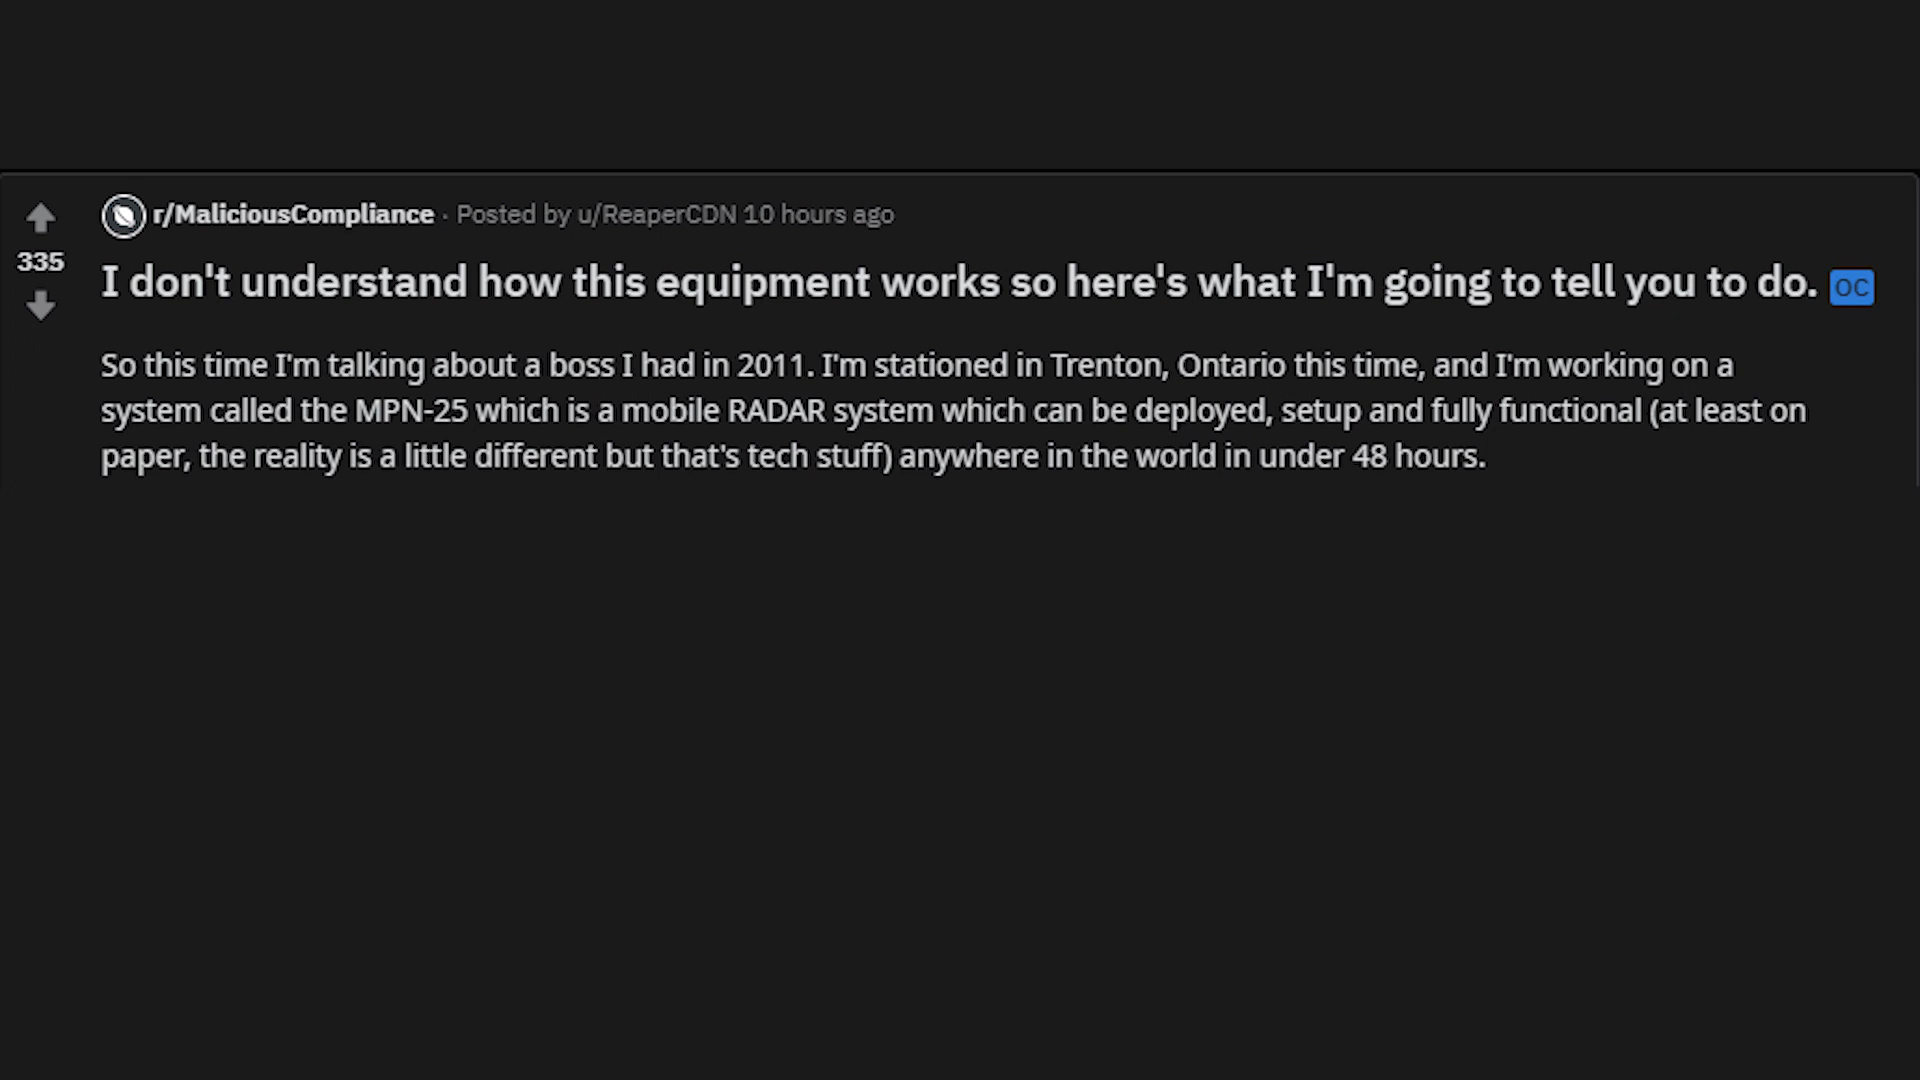 r/MaliciousCompliance · Posted by u/ReaperCDN 10 hours ago
335
I don't understand how this equipment works so here's what I'm going to tell you to do. OC
So this time I'm talking about a boss I had in 2011. I'm stationed in Trenton, Ontario this time, and I'm working on a
system called the MPN-25 which is a mobile RADAR system which can be deployed, setup and fully functional (at least on
paper, the reality is a little different but that's tech stuff) anywhere in the world in under 48 hours.